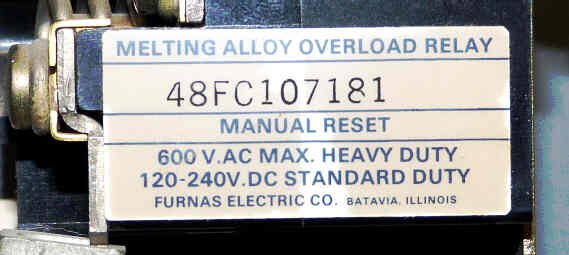 MELTING ALLOY OVERLOAD RELAY
48FC107181
MANUAL RESET
600 V.AC MAX. HEAVY DUTY
120-240V.DC STANDARD DUTY
FURNAS ELECTRIC CO. BATAVIA, ILLINOIS